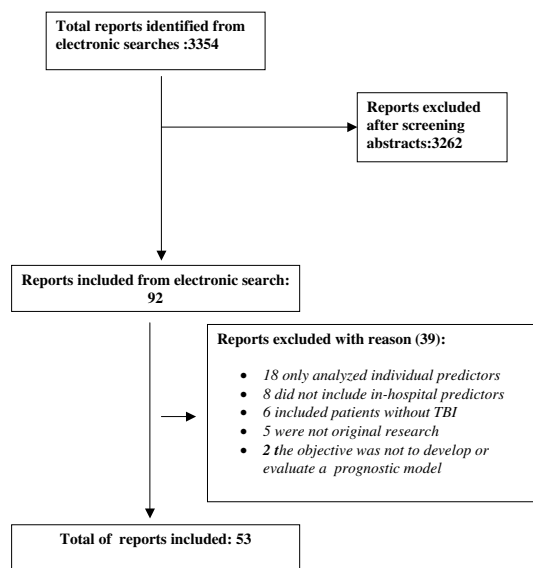 Total reports identified from
electronic searches :3354
Reports excluded
after screening
abstracts:3262
Reports included from electronic search:
92
Reports excluded with reason (39):
• 18 only analyzed individual predictors
• 8 did not include in-hospital predictors
• 6 included patients without TBI
• 5 were not original research
• 2 the objective was not to develop or
evaluate a prognostic model
Total of reports included: 53